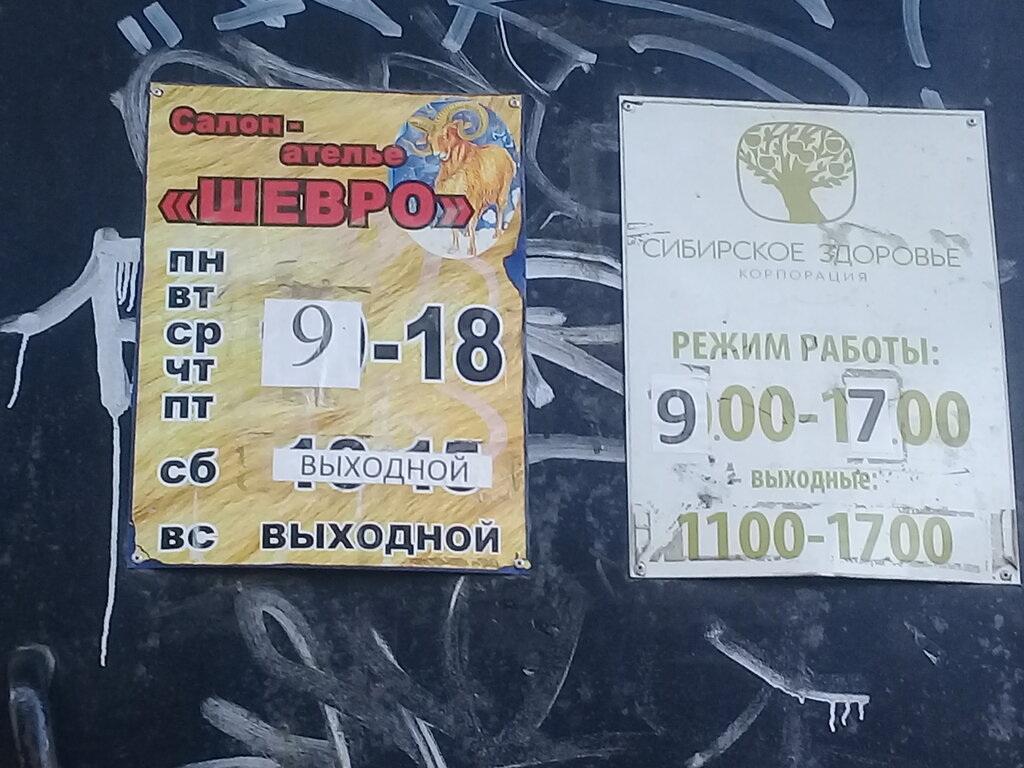 Салон-
ателье
«ШЕВРО»
пн
вт
ср
чт
пт
9-18
сб
выходной
вс выходной
СИБИРСКОЕ ЗДОРОВЬЕ
КОРПОРАЦИЯ
РЕЖИМ РАБОТЫ:
9.00-17.00
выходные:
1100-1700